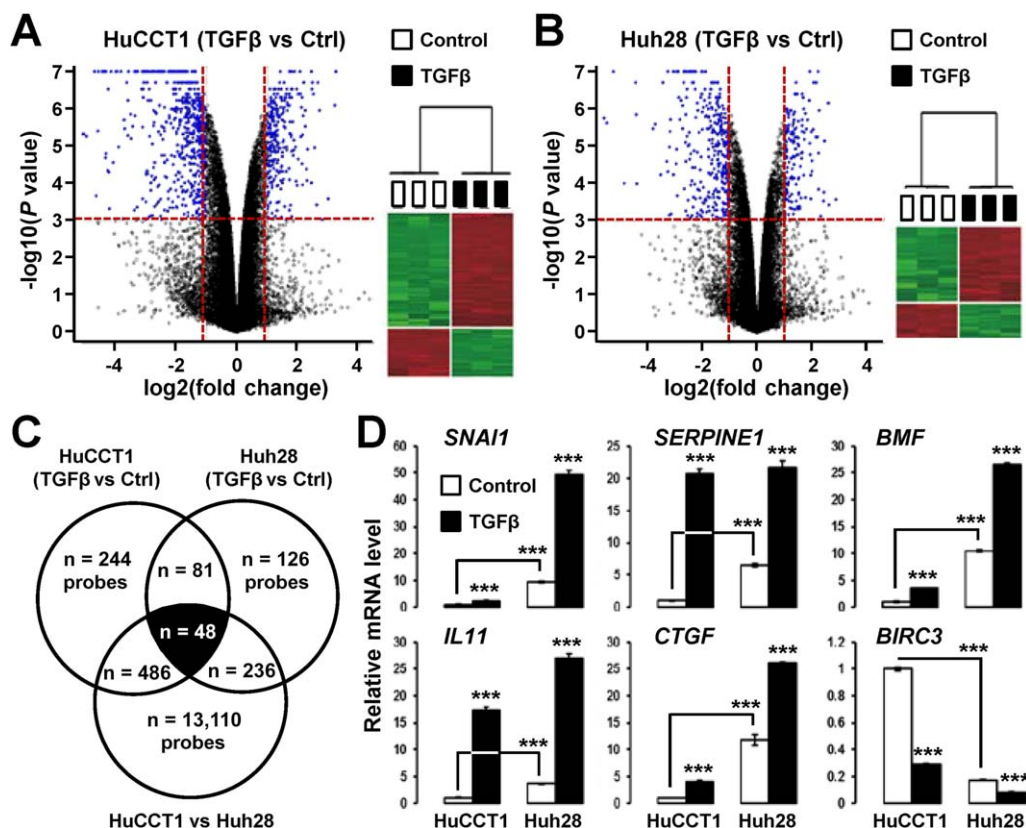 A
HuCCT1 (TGFβ vs Ctrl)
Control
TGFβ
-log10(P value)
7
6
5
4
3
2
1
0
-4
-2
0
2
4
log2(fold change)
B
Huh28 (TGFβ vs Ctrl)
Control
TGFβ
-log10(P value)
7
6
5
4
3
2
1
0
-4
-2
0
2
4
log2(fold change)
C
HuCCT1
(TGFβ vs Ctrl)
Huh28
(TGFβ vs Ctrl)
n = 244
probes
n = 81
n = 126
probes
n = 48
n = 486
n = 236
n = 13,110
probes
HuCCT1 vs Huh28
D
Relative mRNA level
SNAI1
60
50
40
30
20
10
0
Control
TGFβ
***
***
***
SERPINE1
25
20
15
10
5
0
***
***
***
BMF
30
25
20
15
10
5
0
***
***
***
IL11
30
25
20
15
10
5
0
***
***
***
HuCCT1
Huh28
CTGF
30
25
20
15
10
5
0
***
***
***
HuCCT1
Huh28
BIRC3
1.2
1
0.8
0.6
0.4
0.2
0
***
***
***
HuCCT1
Huh28